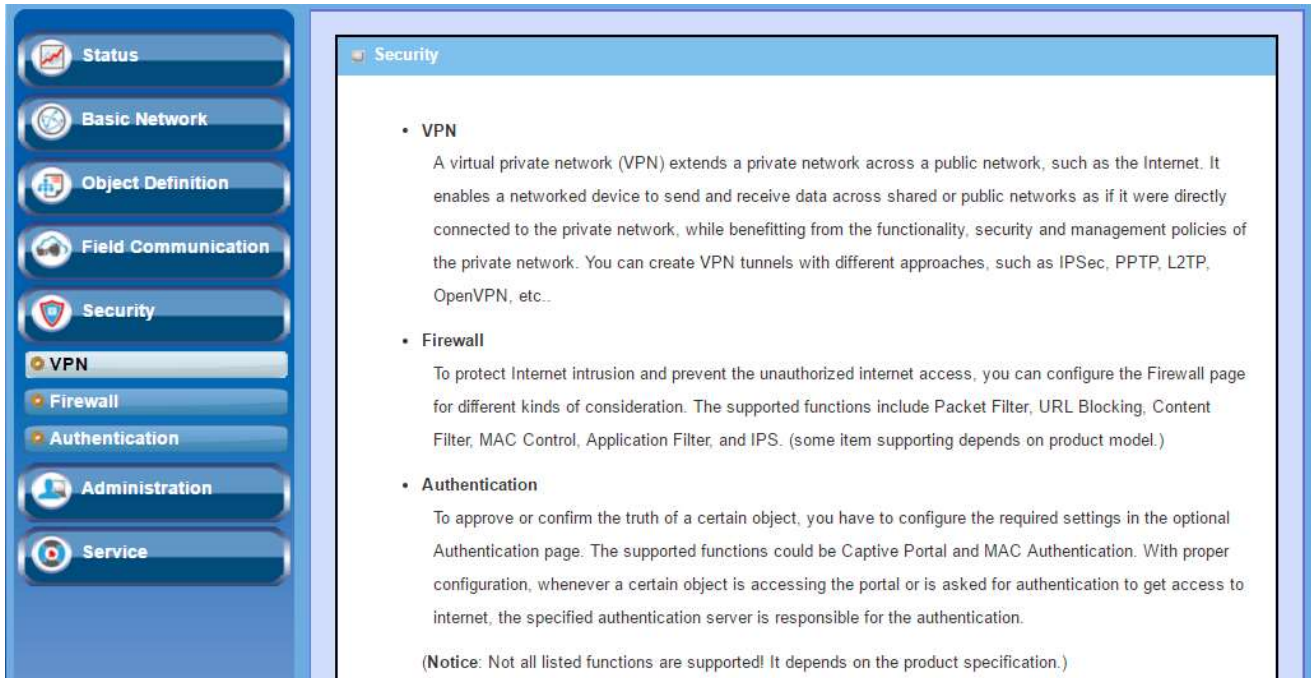 Status
Basic Network
Object Definition
Field Communication
Security
VPN
Firewall
Authentication
Administration
Service
Security
• VPN
A virtual private network (VPN) extends a private network across a public network, such as the Internet. It
enables a networked device to send and receive data across shared or public networks as if it were directly
connected to the private network, while benefitting from the functionality, security and management policies of
the private network. You can create VPN tunnels with different approaches, such as IPSec, PPTP, L2TP,
OpenVPN, etc..
• Firewall
To protect Internet intrusion and prevent the unauthorized internet access, you can configure the Firewall page
for different kinds of consideration. The supported functions include Packet Filter, URL Blocking, Content
Filter, MAC Control, Application Filter, and IPS. (some item supporting depends on product model.)
• Authentication
To approve or confirm the truth of a certain object, you have to configure the required settings in the optional
Authentication page. The supported functions could be Captive Portal and MAC Authentication. With proper
configuration, whenever a certain object is accessing the portal or is asked for authentication to get access to
internet, the specified authentication server is responsible for the authentication.
(Notice: Not all listed functions are supported! It depends on the product specification.)